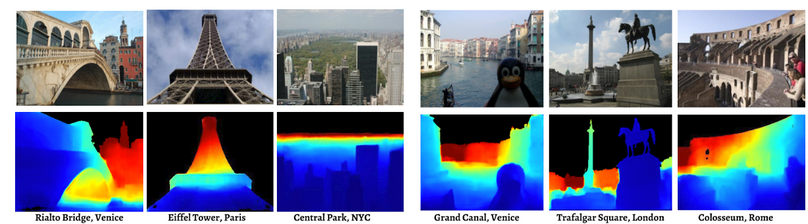 Rialto Bridge, Venice
Eiffel Tower, Paris
Central Park, NYC
Grand Canal, Venice
Trafalgar Square, London
Colosseum, Rome